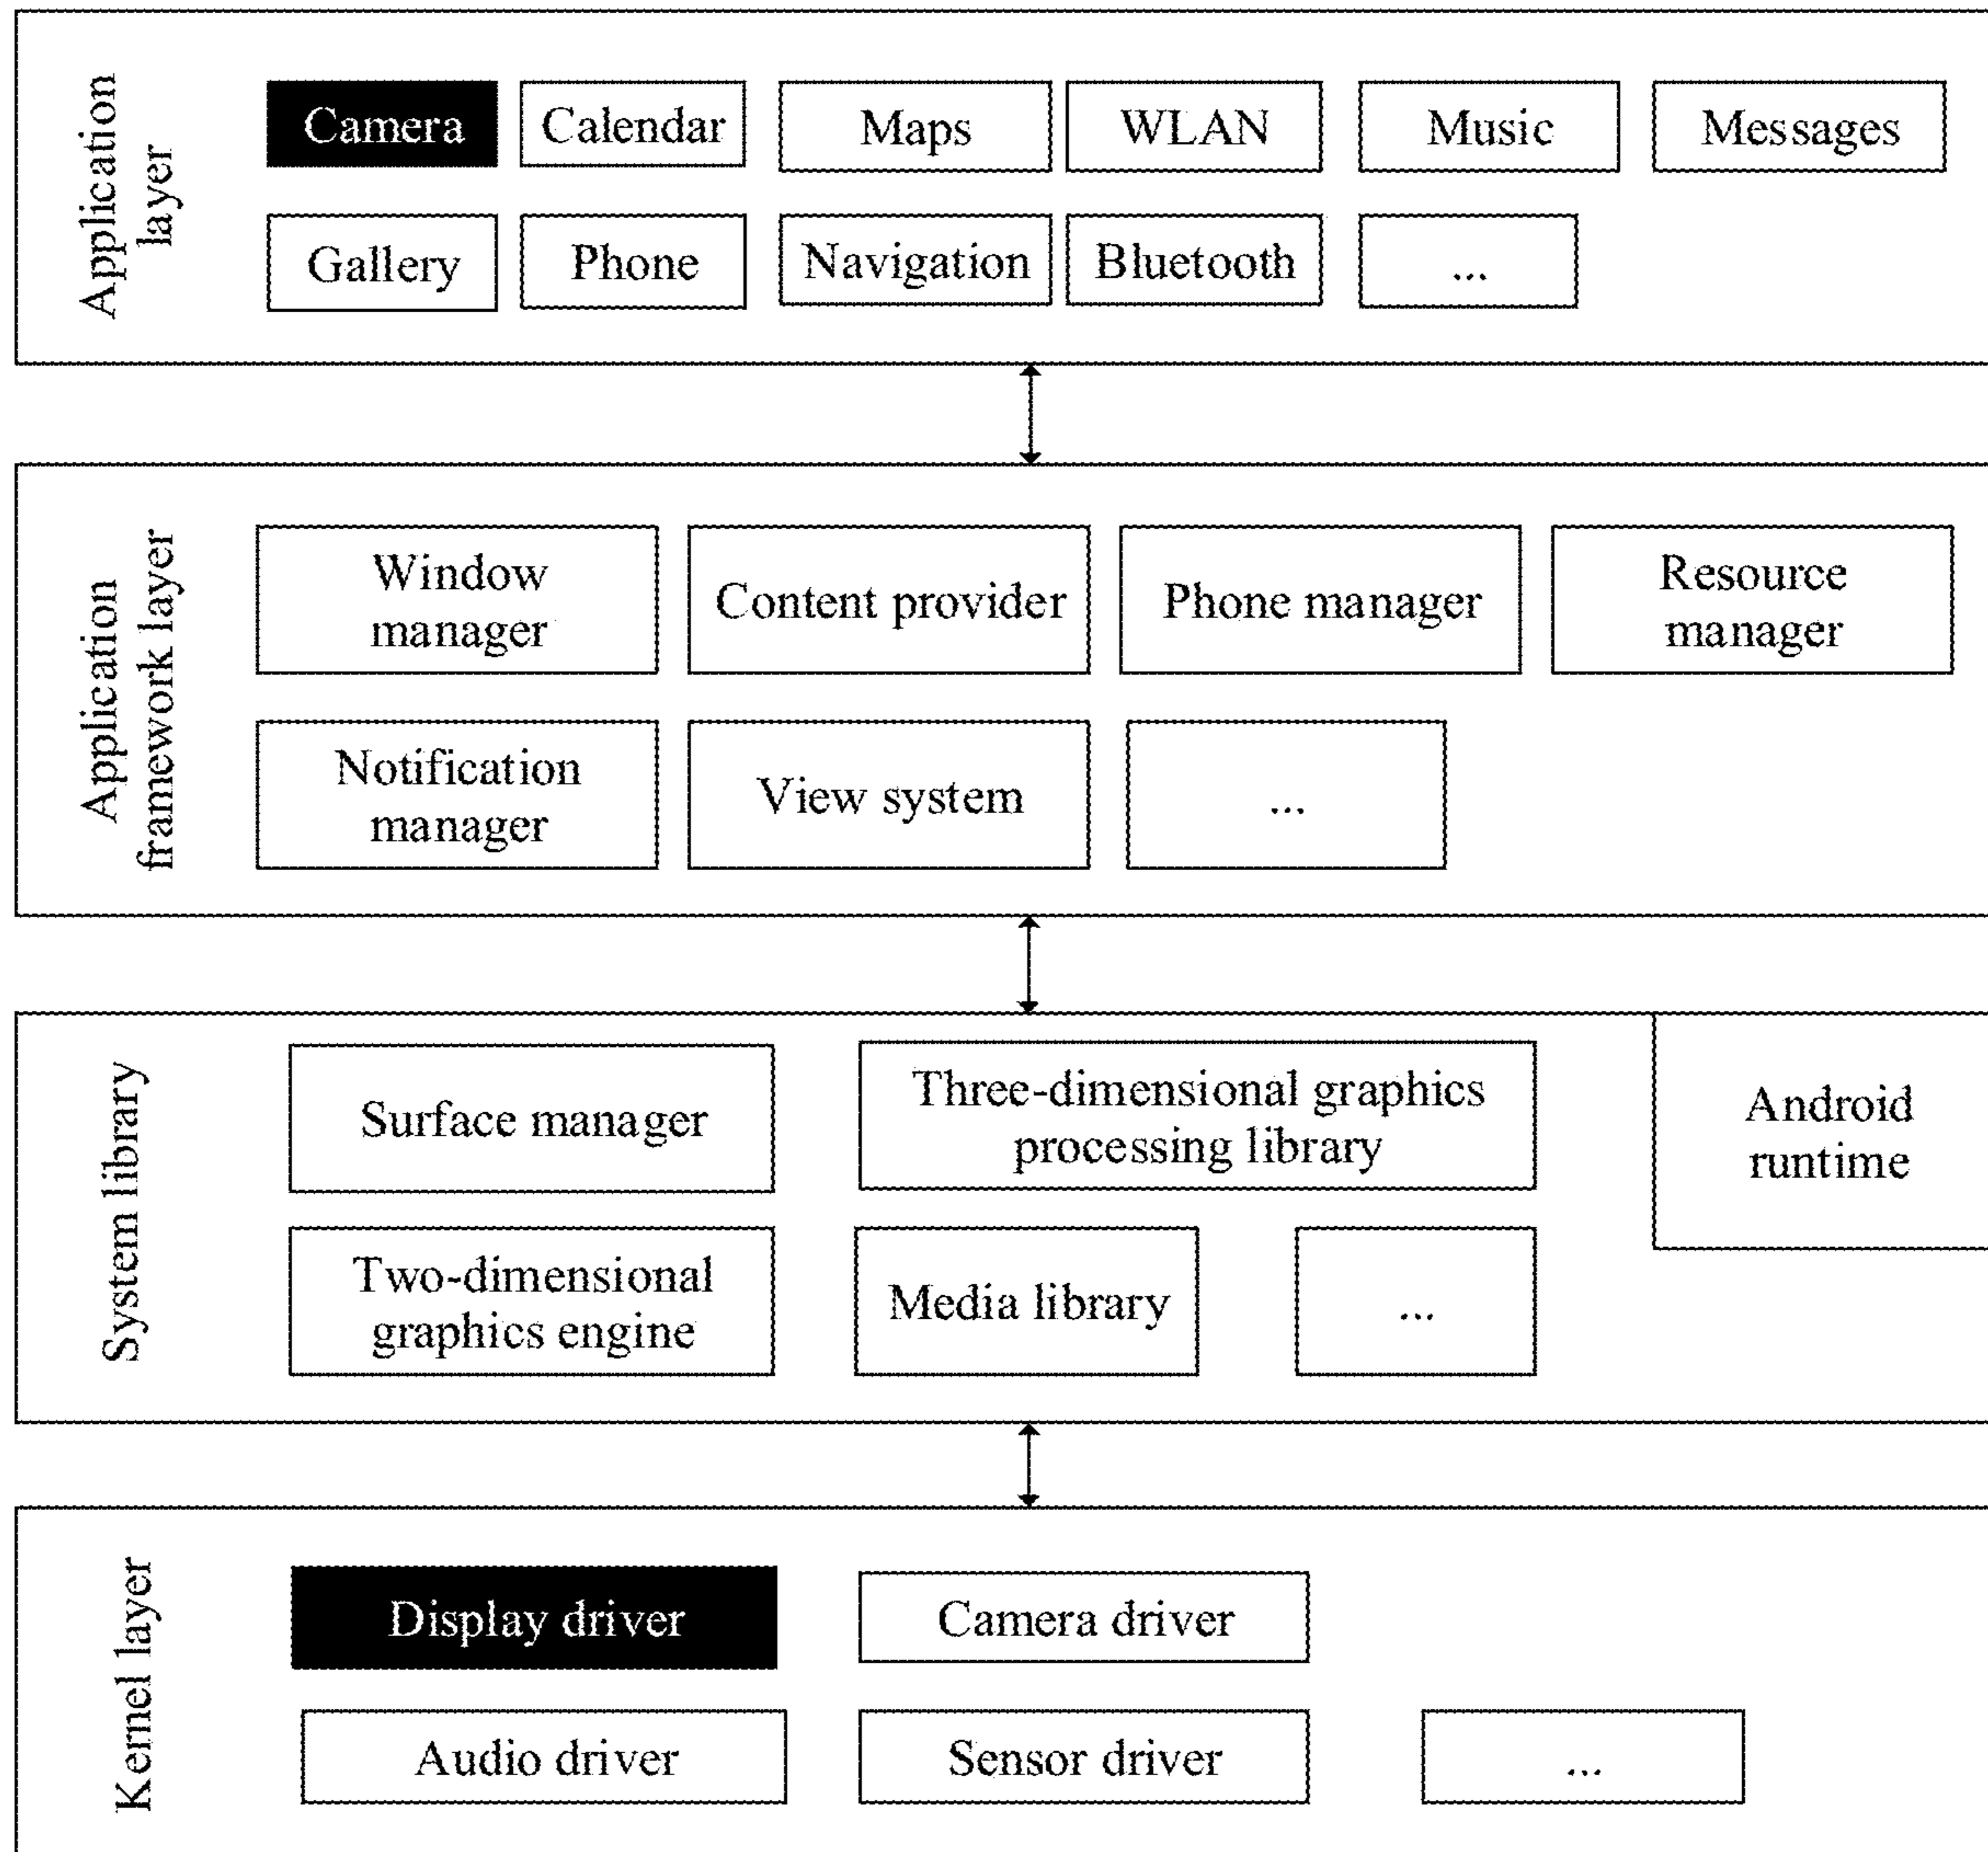 Application
layer
Camera
Calendar
Maps
WLAN
Music
Messages
Gallery
Phone
Navigation
Bluetooth
...
Application
framework layer
Window
manager
Content provider
Phone manager
Resource
manager
Notification
manager
View system
...
System library
Surface manager
Three-dimensional graphics
processing library
Android
runtime
Two-dimensional
graphics engine
Media library
...
Kernel layer
Display driver
Camera driver
Audio driver
Sensor driver
...